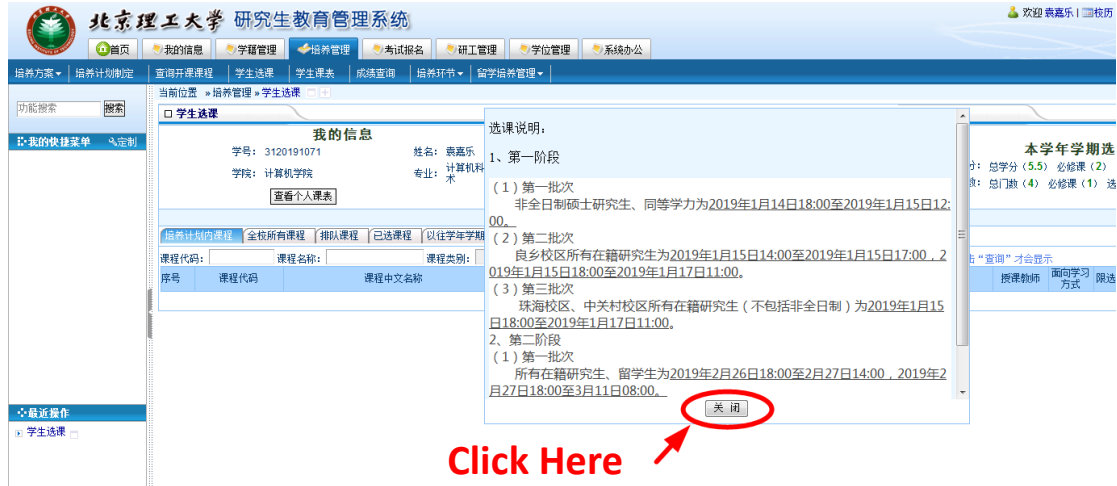 北京理工大学 研究生教育管理系统
欢迎 袁嘉乐 | 校历
首页 我的信息 学籍管理 培养管理 考试报名 研工管理 学位管理 系统办公
培养方案 培养计划制定 查询开课课程 学生选课 学生课表 成绩查询 培养环节 留学培养管理
当前位置 »培养管理»学生选课
功能搜索 搜索
我的快捷菜单 定制
学生选课
我的信息
学号: 3120191071 姓名: 袁嘉乐
学院: 计算机学院 专业: 计算机科
术
查看个人课表
培养计划内课程 全校所有课程 排队课程 已选课程 以往学年学期
课程代码: 课程名称: 课程类别:
序号 课程代码 课程中文名称
选课说明:
1、第一阶段
(1)第一批次
非全日制硕士研究生、同等学力为2019年1月14日18:00至2019年1月15日12:
00。
(2)第二批次
良乡校区所有在籍研究生为2019年1月15日14:00至2019年1月15日17:00,2
019年1月15日18:00至2019年1月17日11:00。
(3)第三批次
珠海校区、中关村校区所有在籍研究生(不包括非全日制)为2019年1月15
日18:00至2019年1月17日11:00。
2、第二阶段
(1)第一批次
所有在籍研究生、留学生为2019年2月26日18:00至2月27日14:00,2019年2
月27日18:00至3月11日08:00。
关 闭
本学年学期选
分: 总学分(5.5) 必修课(2)
数: 总门数(4) 必修课(1) 选
击“查询”才会显示
授课教师 面向学习
方式 限选
最近操作
学生选课
Click Here